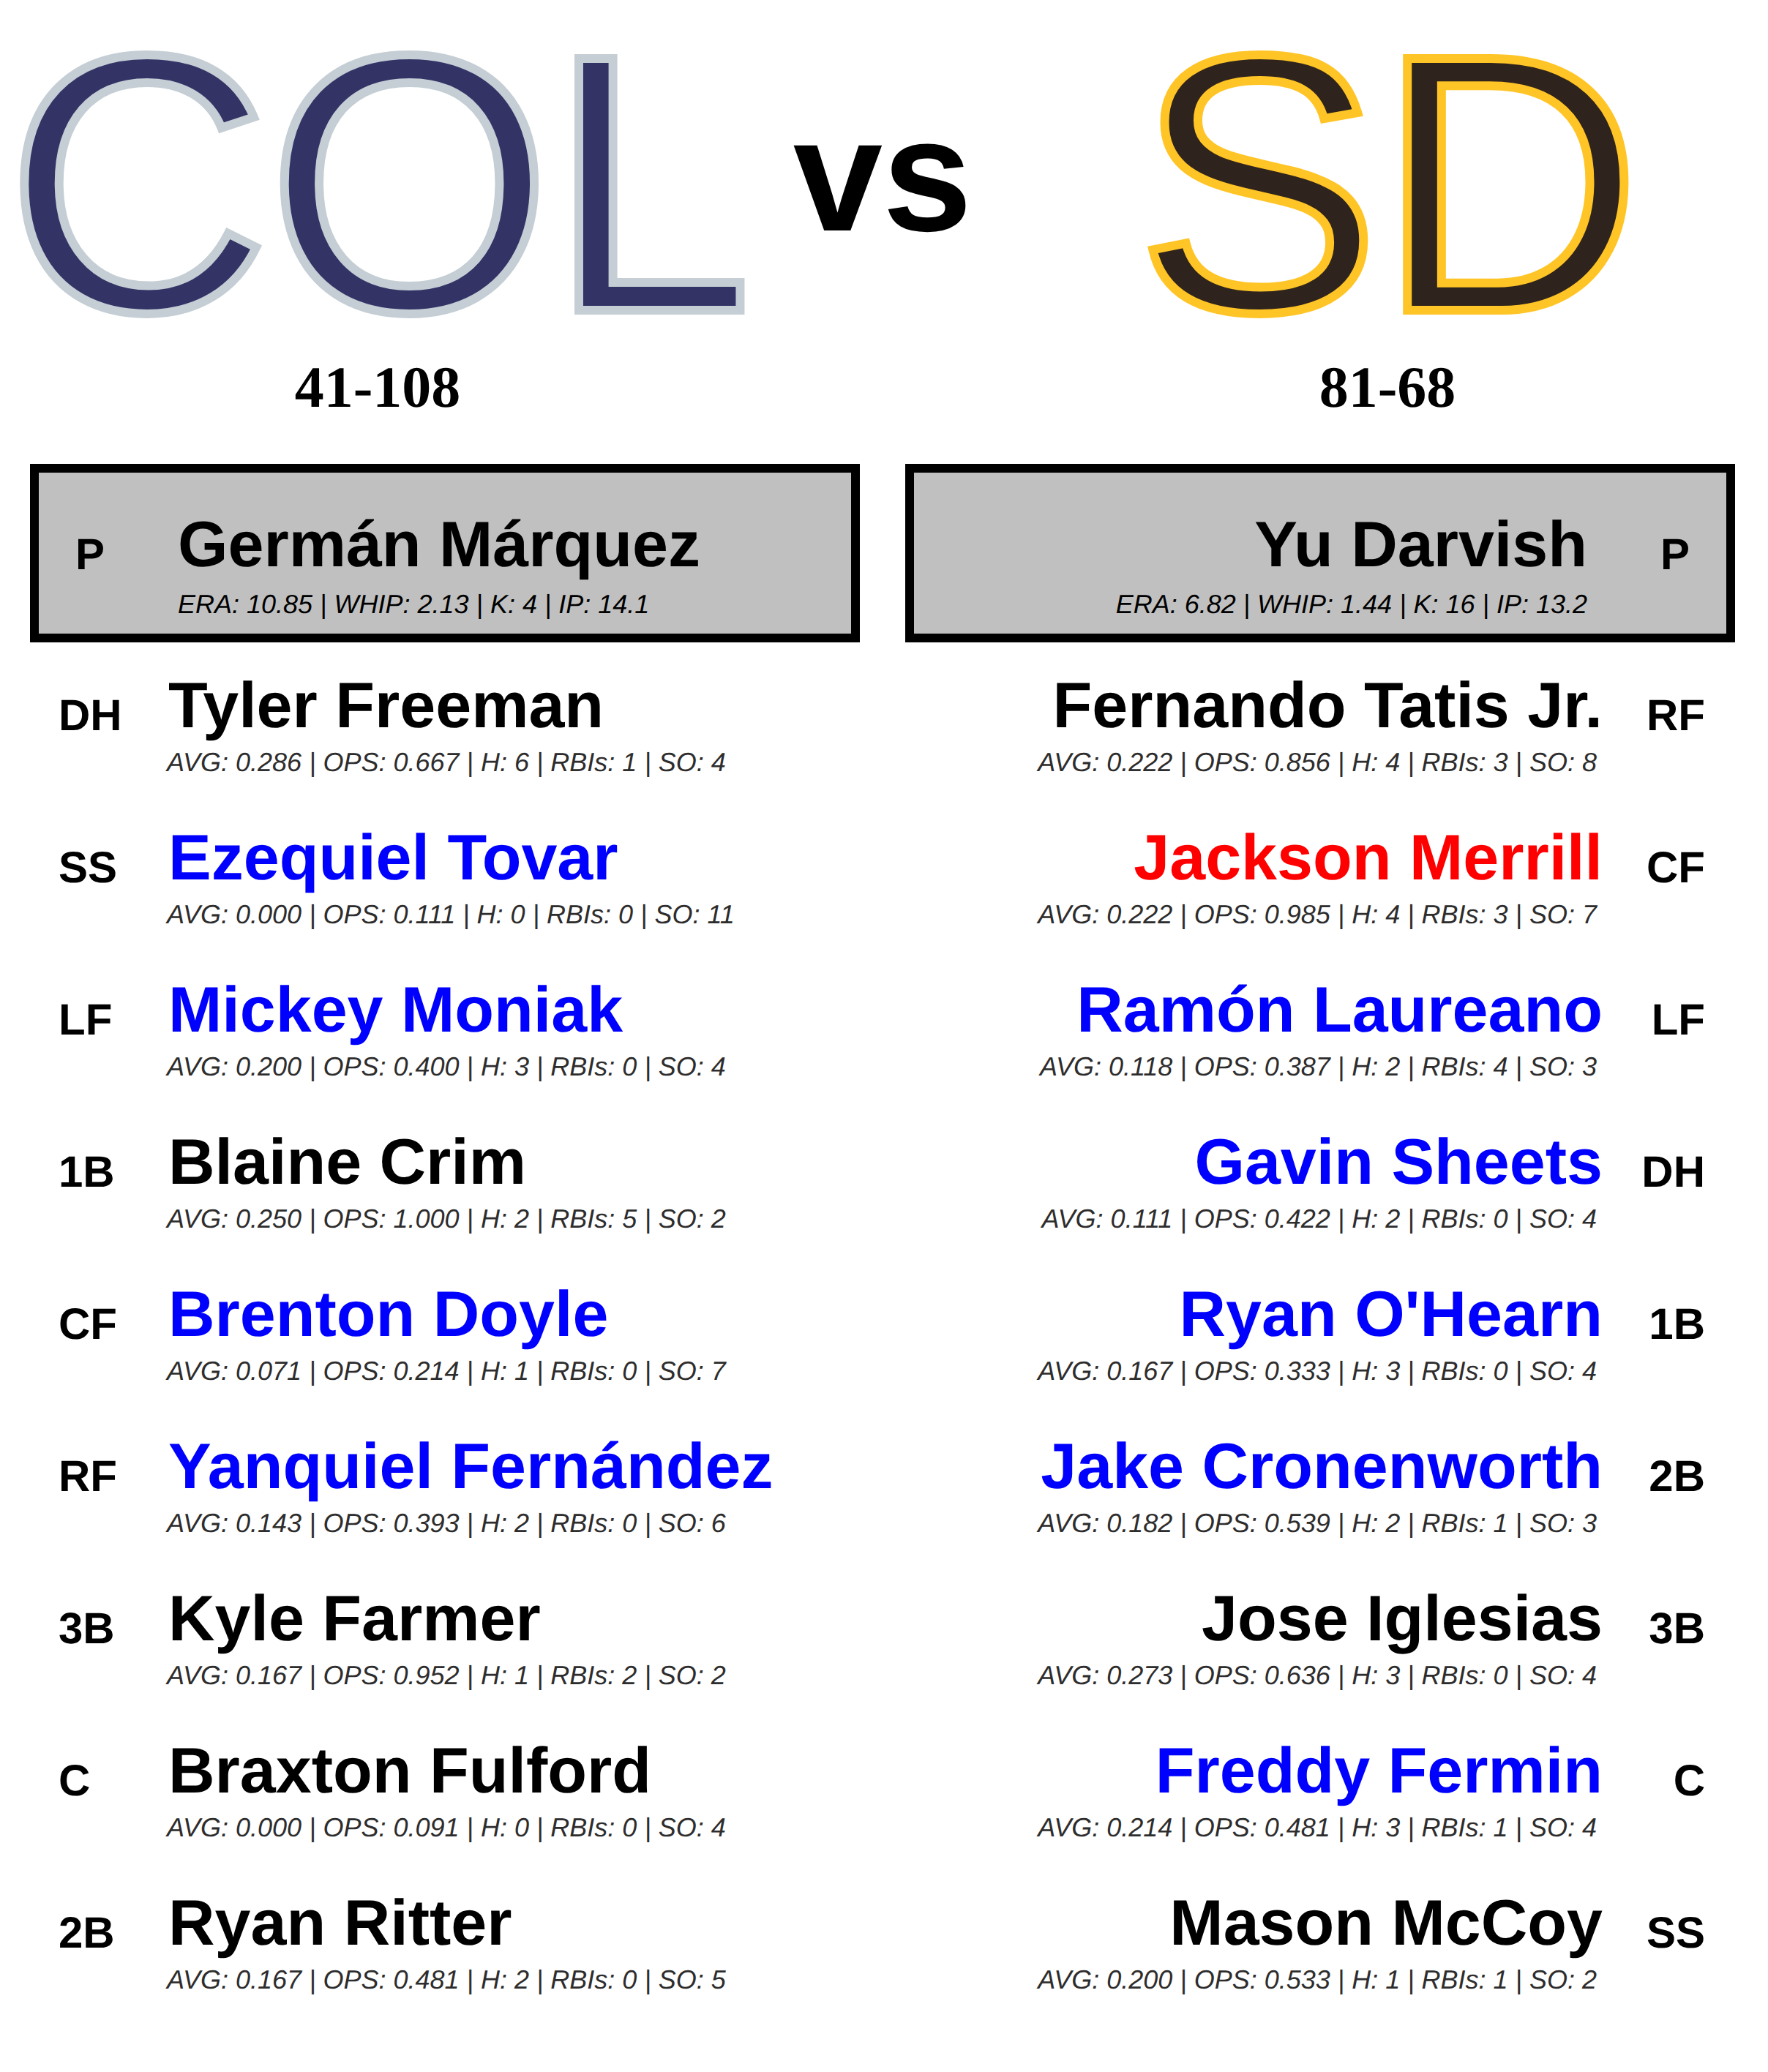 COL vs SD
41-108
81-68
P Germán Márquez
ERA: 10.85 | WHIP: 2.13 | K: 4 | IP: 14.1
Yu Darvish P
ERA: 6.82 | WHIP: 1.44 | K: 16 | IP: 13.2
DH Tyler Freeman
AVG: 0.286 | OPS: 0.667 | H: 6 | RBIs: 1 | SO: 4
SS Ezequiel Tovar
AVG: 0.000 | OPS: 0.111 | H: 0 | RBIs: 0 | SO: 11
LF Mickey Moniak
AVG: 0.200 | OPS: 0.400 | H: 3 | RBIs: 0 | SO: 4
1B Blaine Crim
AVG: 0.250 | OPS: 1.000 | H: 2 | RBIs: 5 | SO: 2
CF Brenton Doyle
AVG: 0.071 | OPS: 0.214 | H: 1 | RBIs: 0 | SO: 7
RF Yanquiel Fernández
AVG: 0.143 | OPS: 0.393 | H: 2 | RBIs: 0 | SO: 6
3B Kyle Farmer
AVG: 0.167 | OPS: 0.952 | H: 1 | RBIs: 2 | SO: 2
C Braxton Fulford
AVG: 0.000 | OPS: 0.091 | H: 0 | RBIs: 0 | SO: 4
2B Ryan Ritter
AVG: 0.167 | OPS: 0.481 | H: 2 | RBIs: 0 | SO: 5
Fernando Tatis Jr. RF
AVG: 0.222 | OPS: 0.856 | H: 4 | RBIs: 3 | SO: 8
Jackson Merrill CF
AVG: 0.222 | OPS: 0.985 | H: 4 | RBIs: 3 | SO: 7
Ramón Laureano LF
AVG: 0.118 | OPS: 0.387 | H: 2 | RBIs: 4 | SO: 3
Gavin Sheets DH
AVG: 0.111 | OPS: 0.422 | H: 2 | RBIs: 0 | SO: 4
Ryan O'Hearn 1B
AVG: 0.167 | OPS: 0.333 | H: 3 | RBIs: 0 | SO: 4
Jake Cronenworth 2B
AVG: 0.182 | OPS: 0.539 | H: 2 | RBIs: 1 | SO: 3
Jose Iglesias 3B
AVG: 0.273 | OPS: 0.636 | H: 3 | RBIs: 0 | SO: 4
Freddy Fermin C
AVG: 0.214 | OPS: 0.481 | H: 3 | RBIs: 1 | SO: 4
Mason McCoy SS
AVG: 0.200 | OPS: 0.533 | H: 1 | RBIs: 1 | SO: 2